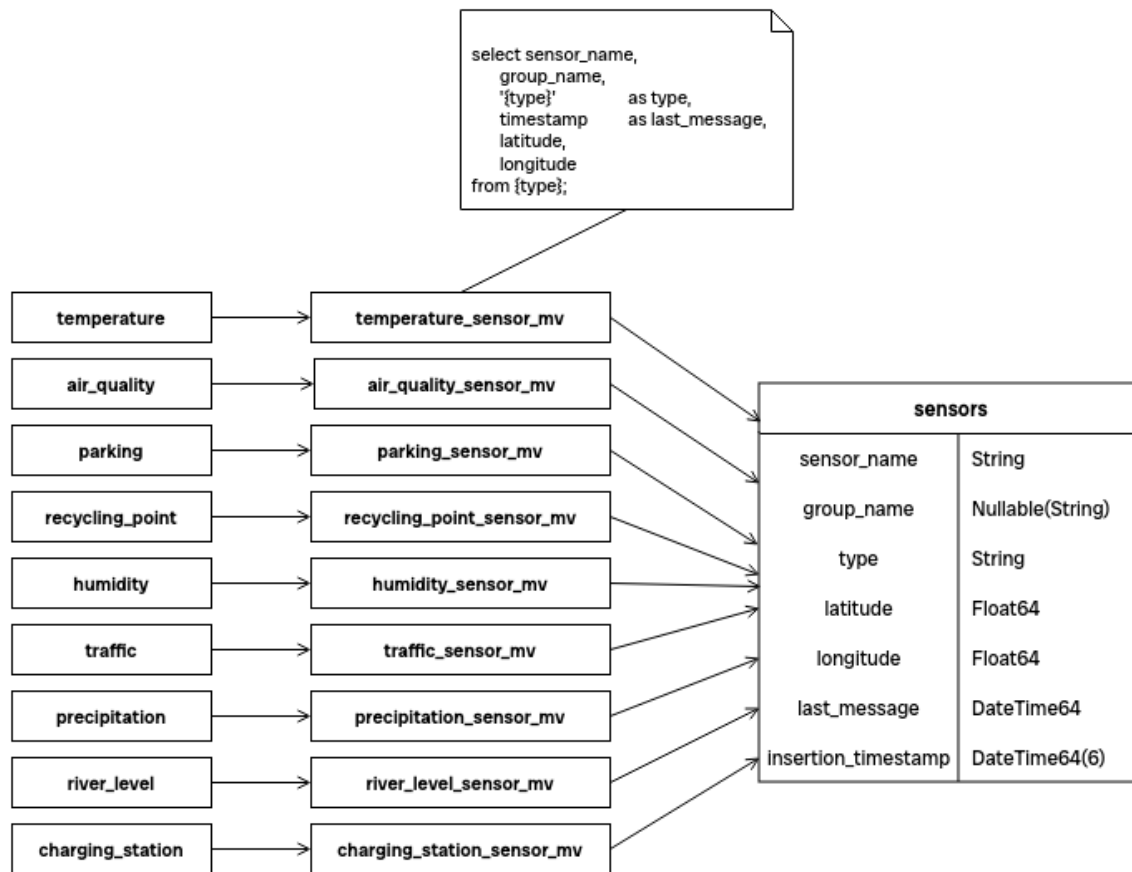 select sensor_name,
group_name,
'{type}' as type,
timestamp as last_message,
latitude,
longitude
from {type};
temperature
temperature_sensor_mv
air_quality
air_quality_sensor_mv
parking
parking_sensor_mv
recycling_point
recycling_point_sensor_mv
humidity
humidity_sensor_mv
traffic
traffic_sensor_mv
precipitation
precipitation_sensor_mv
river_level
river_level_sensor_mv
charging_station
charging_station_sensor_mv
sensors
sensor_name String
group_name Nullable(String)
type String
latitude Float64
longitude Float64
last_message DateTime64
insertion_timestamp DateTime64(6)